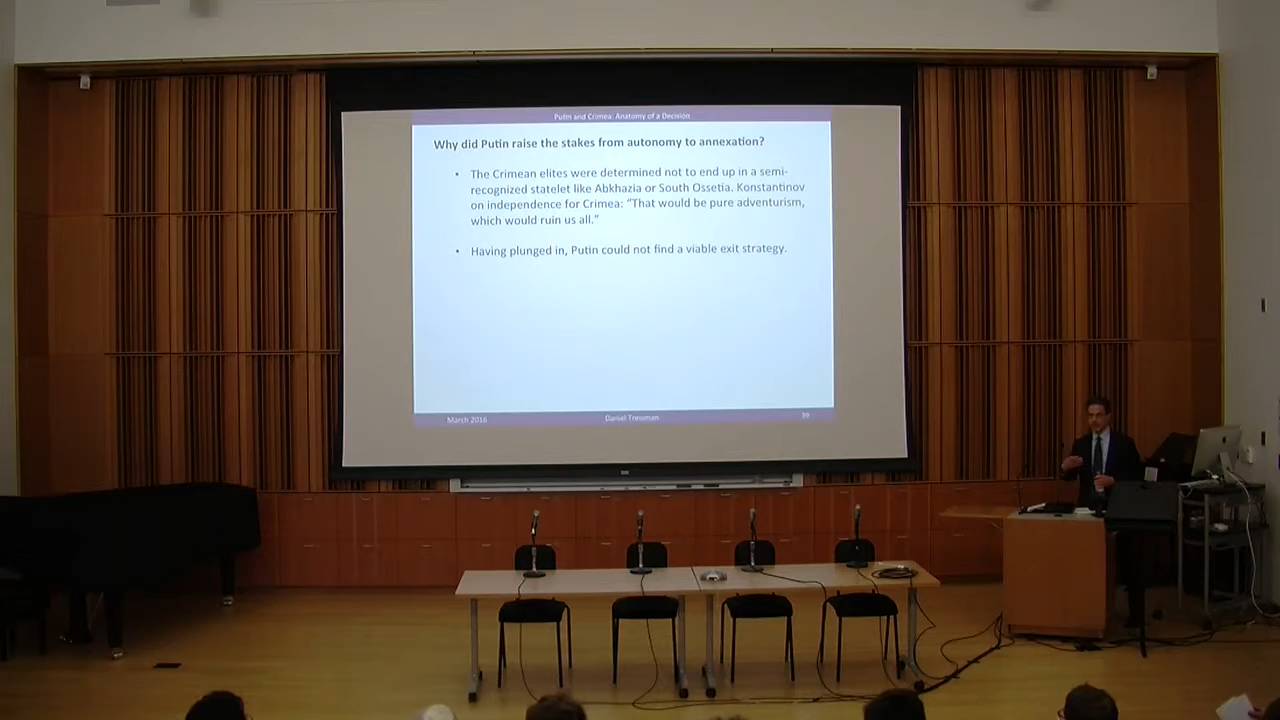 Putin and Crimea: Anatomy of a Decision
Why did Putin raise the stakes from autonomy to annexation?
• The Crimean elites were determined not to end up in a semi-
recognized statelet like Abkhazia or South Ossetia. Konstantinov
on independence for Crimea: “That would be pure adventurism,
which would ruin us all.”
• Having plunged in, Putin could not find a viable exit strategy.
March 2016
Daniel Treisman
39